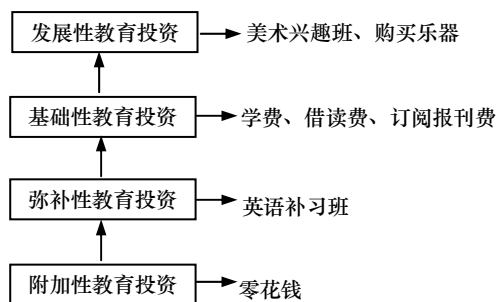 发展性教育投资
美术兴趣班、购买乐器
基础性教育投资
学费、借读费、订阅报刊费
弥补性教育投资
英语补习班
附加性教育投资
零花钱